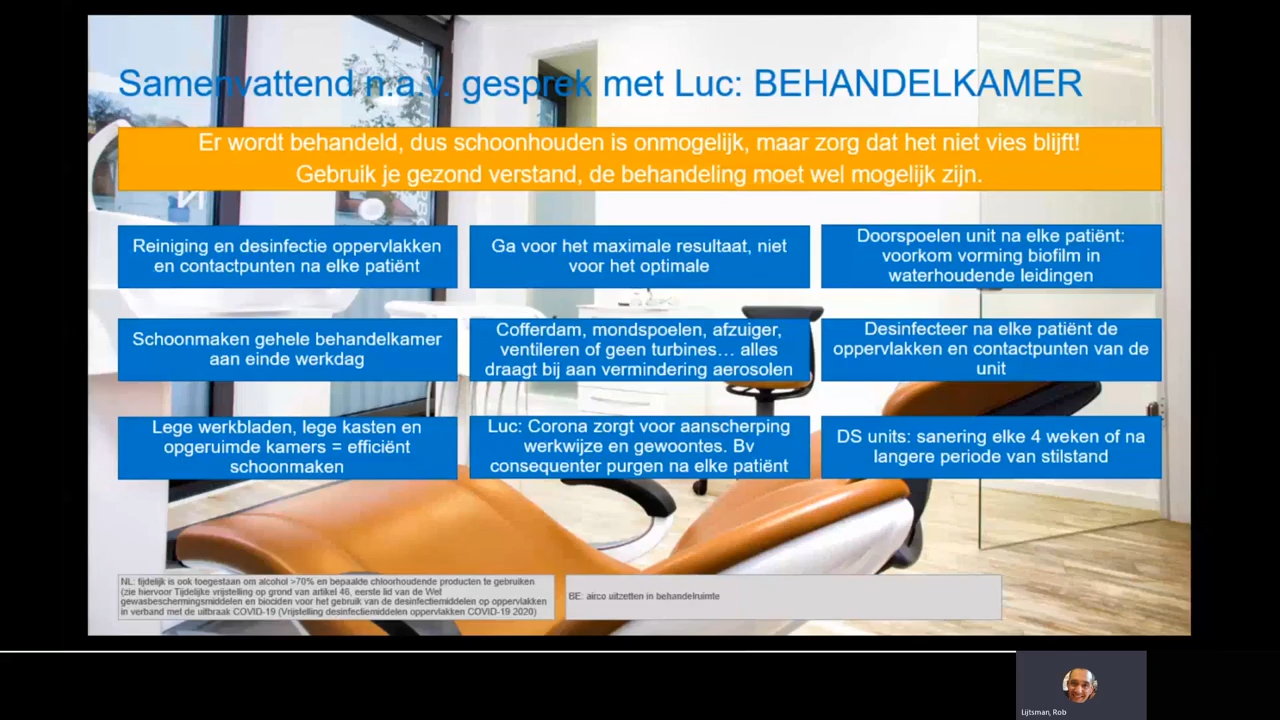 Samenvattend n.a.v. gesprek met Luc: BEHANDELKAMER
Er wordt behandeld, dus schoonhouden is onmogelijk, maar zorg dat het niet vies blijft!
Gebruik je gezond verstand, de behandeling moet wel mogelijk zijn.
Reiniging en desinfectie oppervlakken
en contactpunten na elke patiënt
Ga voor het maximale resultaat, niet
voor het optimale
Doorspoelen unit na elke patiënt:
voorkom vorming biofilm in
waterhoudende leidingen
Schoonmaken gehele behandelkamer
aan einde werkdag
Cofferdam, mondspoelen, afzuiger,
ventileren of geen turbines… alles
draagt bij aan vermindering aerosolen
Desinfecteer na elke patiënt de
oppervlakken en contactpunten van de
unit
Lege werkbladen, lege kasten en
opgeruimde kamers = efficiënt
schoonmaken
Luc: Corona zorgt voor aanscherping
werkwijze en gewoontes. Bv
consequenter purgen na elke patiënt
DS units: sanering elke 4 weken of na
langere periode van stilstand
NL: tijdelijk is ook toegestaan om alcohol >70% en bepaalde chloorhoudende producten te gebruiken
(zie hiervoor Tijdelijke vrijstelling op grond van artikel 46, eerste lid van de Wet
gewasbeschermingsmiddelen en biociden voor het gebruik van de desinfectiemiddelen op oppervlakken
in verband met de uitbraak COVID-19 (Vrijstelling desinfectiemiddelen oppervlakken COVID-19 2020)
BE: airco uitzetten in behandelruimte
Lijtsman, Rob